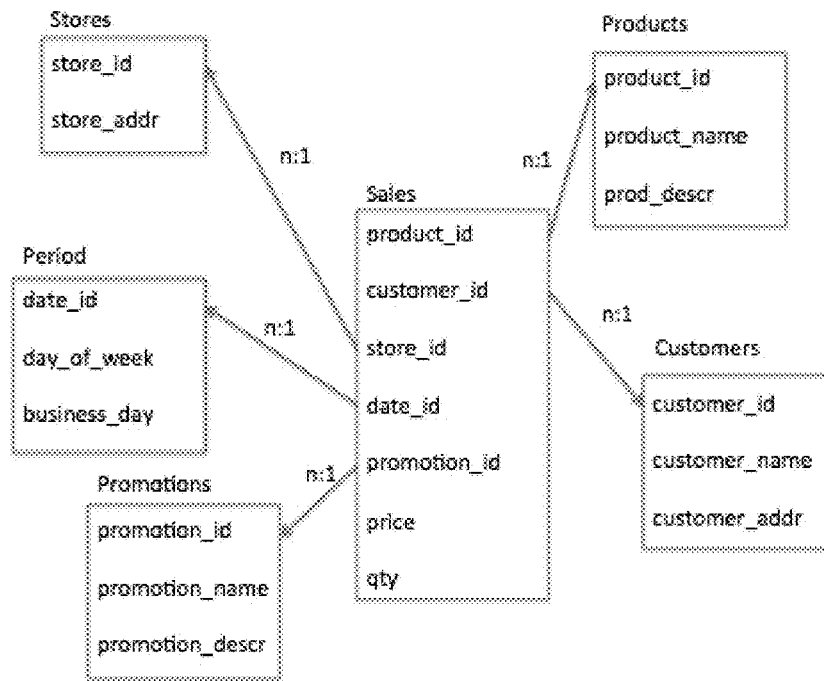 Stores
store_id
store_addr
n:1
Products
product_id
product_name
prod_descr
n:1
Sales
product_id
customer_id
store_id
date_id
promotion_id
price
qty
Period
date_id
day_of_week
business_day
n:1
n:1
Customers
customer_id
customer_name
customer_addr
Promotions
promotion_id
promotion_name
promotion_descr
n:1